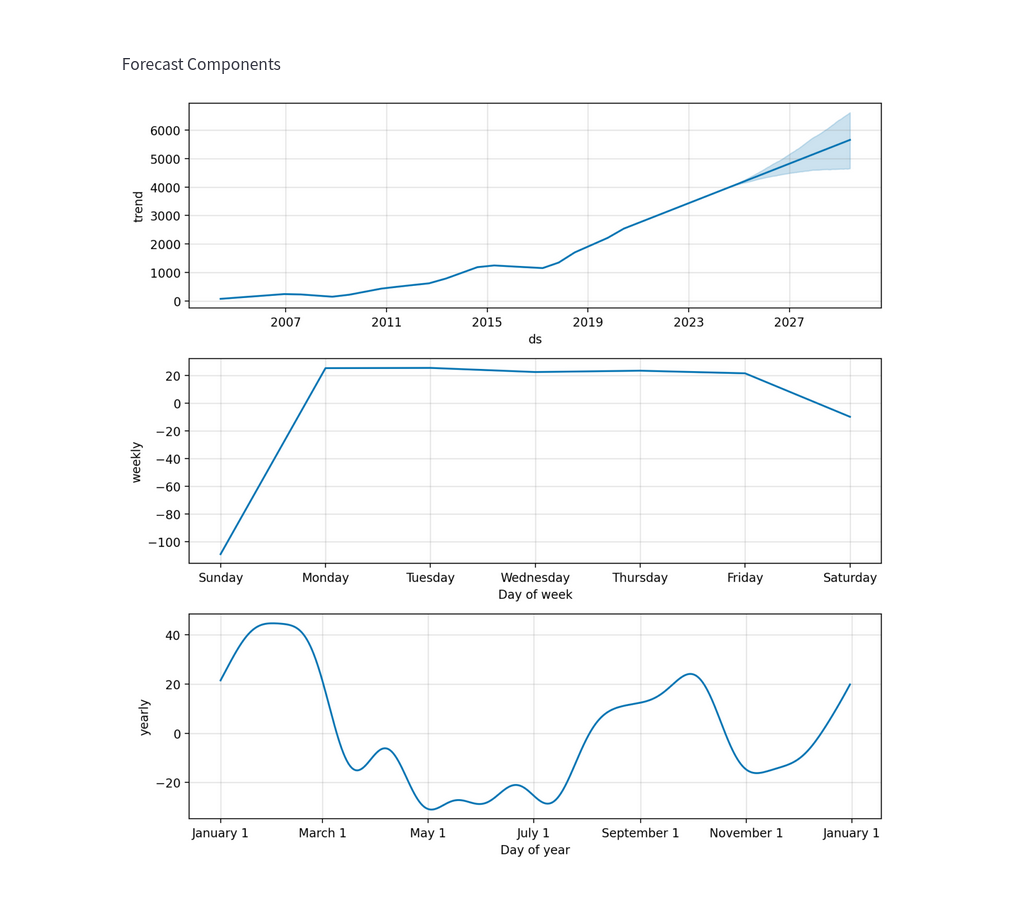 Forecast Components
6000
5000
4000
3000
2000
1000
0
trend
2007 2011 2015 2019 2023 2027
ds
20
0
−20
−40
−60
−80
−100
weekly
Sunday Monday Tuesday Wednesday Thursday Friday Saturday
Day of week
40
20
0
−20
yearly
January 1 March 1 May 1 July 1 September 1 November 1 January 1
Day of year